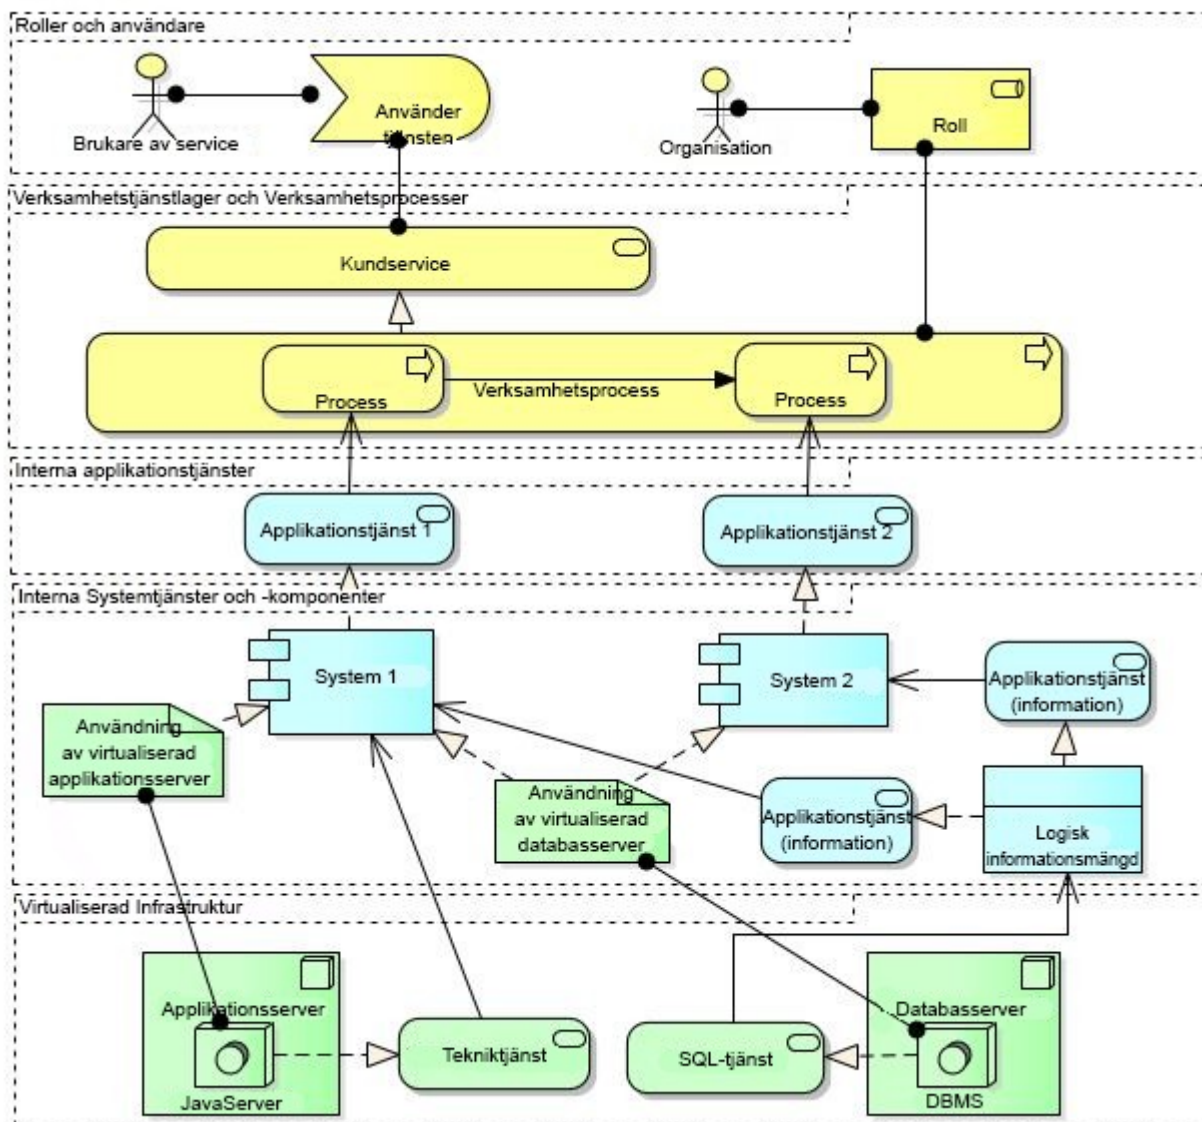 Roller och användare
Brukare av service
Använder
tjänsten
Organisation
Roll
Verksamhetstjänstlager och Verksamhetsprocesser
Kundservice
Process
Verksamhetsprocess
Process
Interna applikationstjänster
Applikationstjänst 1
Applikationstjänst 2
Interna Systemtjänster och -komponenter
System 1
System 2
Applikationstjänst
(information)
Användning
av virtualiserad
applikationsserver
Användning
av virtualiserad
databasserver
Applikationstjänst
(information)
Logisk
informationsmängd
Virtualiserad Infrastruktur
Applikationsserver
JavaServer
Tekniktjänst
SQL-tjänst
Databasserver
DBMS